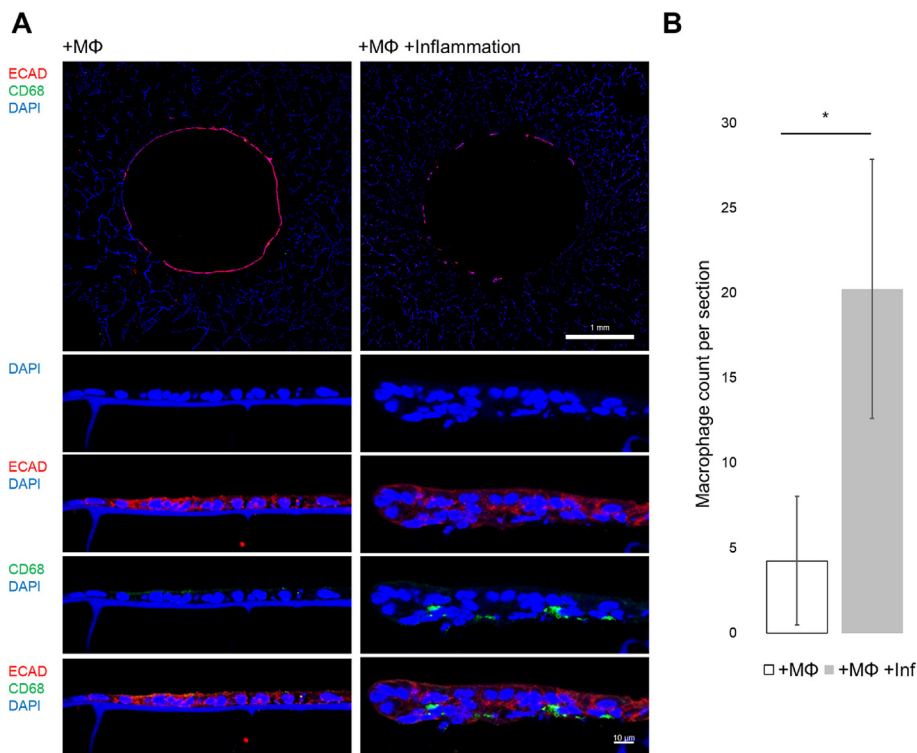 A
B
+MΦ
+MΦ +Inflammation
ECAD
CD68
DAPI
1 mm
DAPI
ECAD
DAPI
CD68
DAPI
ECAD
CD68
DAPI
10 µm
Macrophage count per section
30
25
20
15
10
5
0
*
+MΦ
+MΦ +Inf